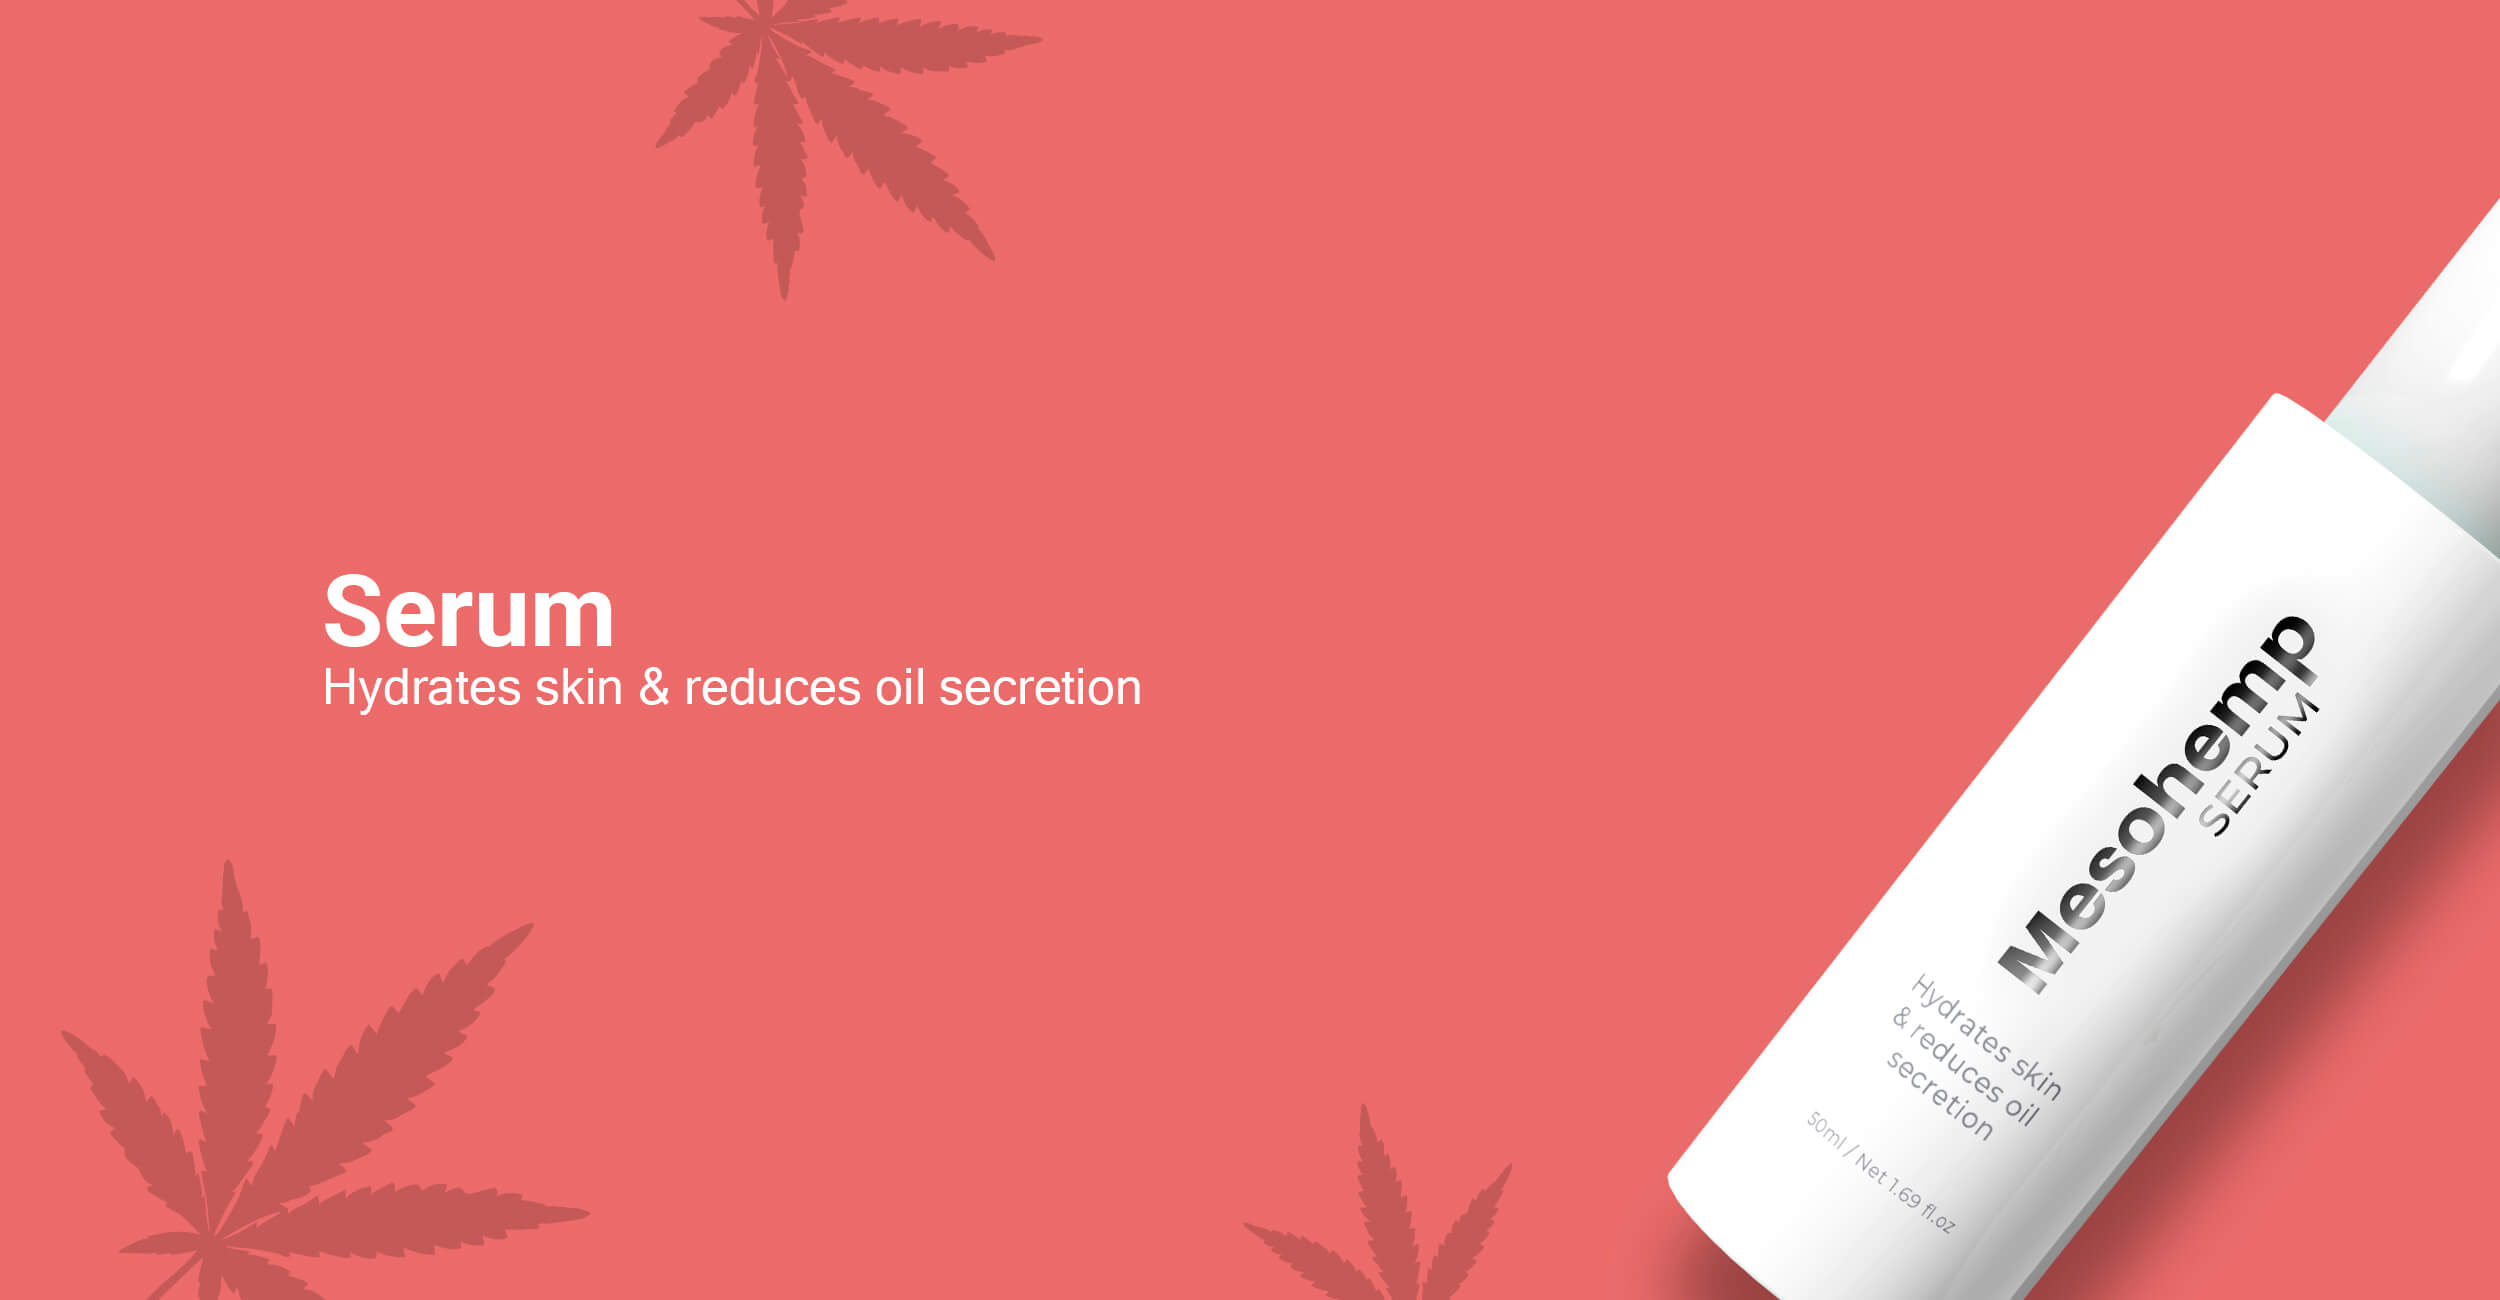 Serum
Hydrates skin & reduces oil secretion
Mesohemp
SERUM
Hydrates skin
& reduces oil
secretion
50ml / Net 1.69 fl.oz